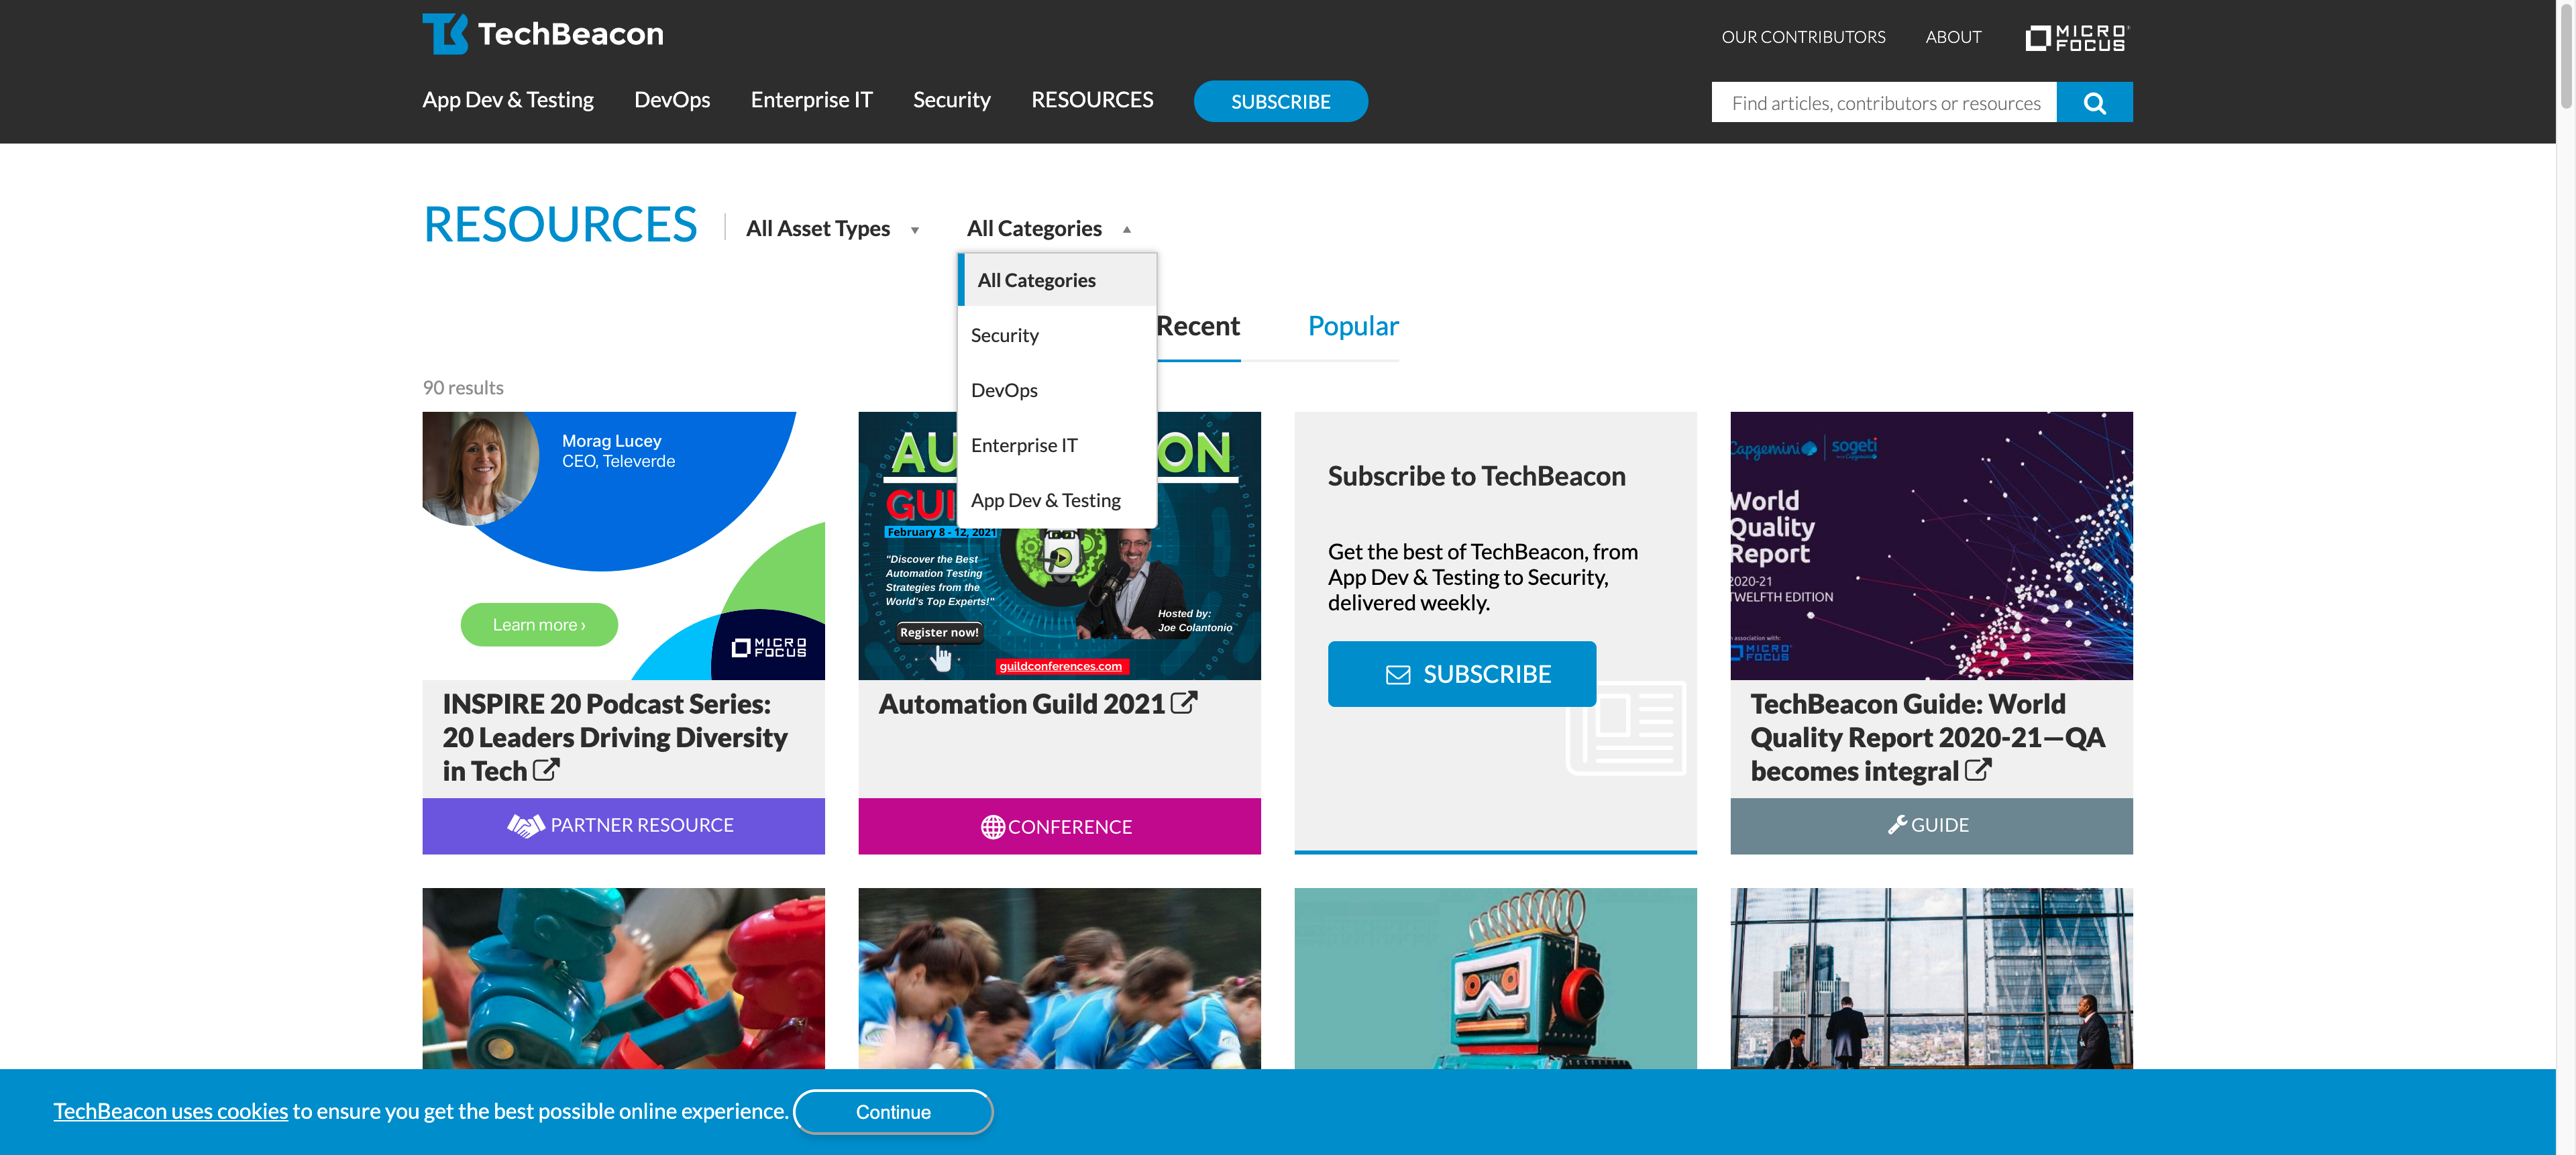 TechBeacon
OUR CONTRIBUTORS
ABOUT
MICRO
FOCUS
App Dev & Testing
DevOps
Enterprise IT
Security
RESOURCES
SUBSCRIBE
Find articles, contributors or resources
RESOURCES
All Asset Types
All Categories
All Categories
Security
DevOps
Enterprise IT
App Dev & Testing
Recent
Popular
90 results
Morag Lucey
CEO, Televerde
Learn more ›
MICRO
FOCUS
INSPIRE 20 Podcast Series:
20 Leaders Driving Diversity
in Tech
PARTNER RESOURCE
February 8 - 12, 2021
"Discover the Best
Automation Testing
Strategies from the
World's Top Experts!"
Register now!
Hosted by:
Joe Colantonio
guildconferences.com
Automation Guild 2021
CONFERENCE
Subscribe to TechBeacon
Get the best of TechBeacon, from
App Dev & Testing to Security,
delivered weekly.
SUBSCRIBE
Capgemini
sogeti
World
Quality
Report
2020-21
TWELFTH EDITION
in association with:
MICRO
FOCUS
TechBeacon Guide: World
Quality Report 2020-21—QA
becomes integral
GUIDE
TechBeacon uses cookies to ensure you get the best possible online experience.
Continue